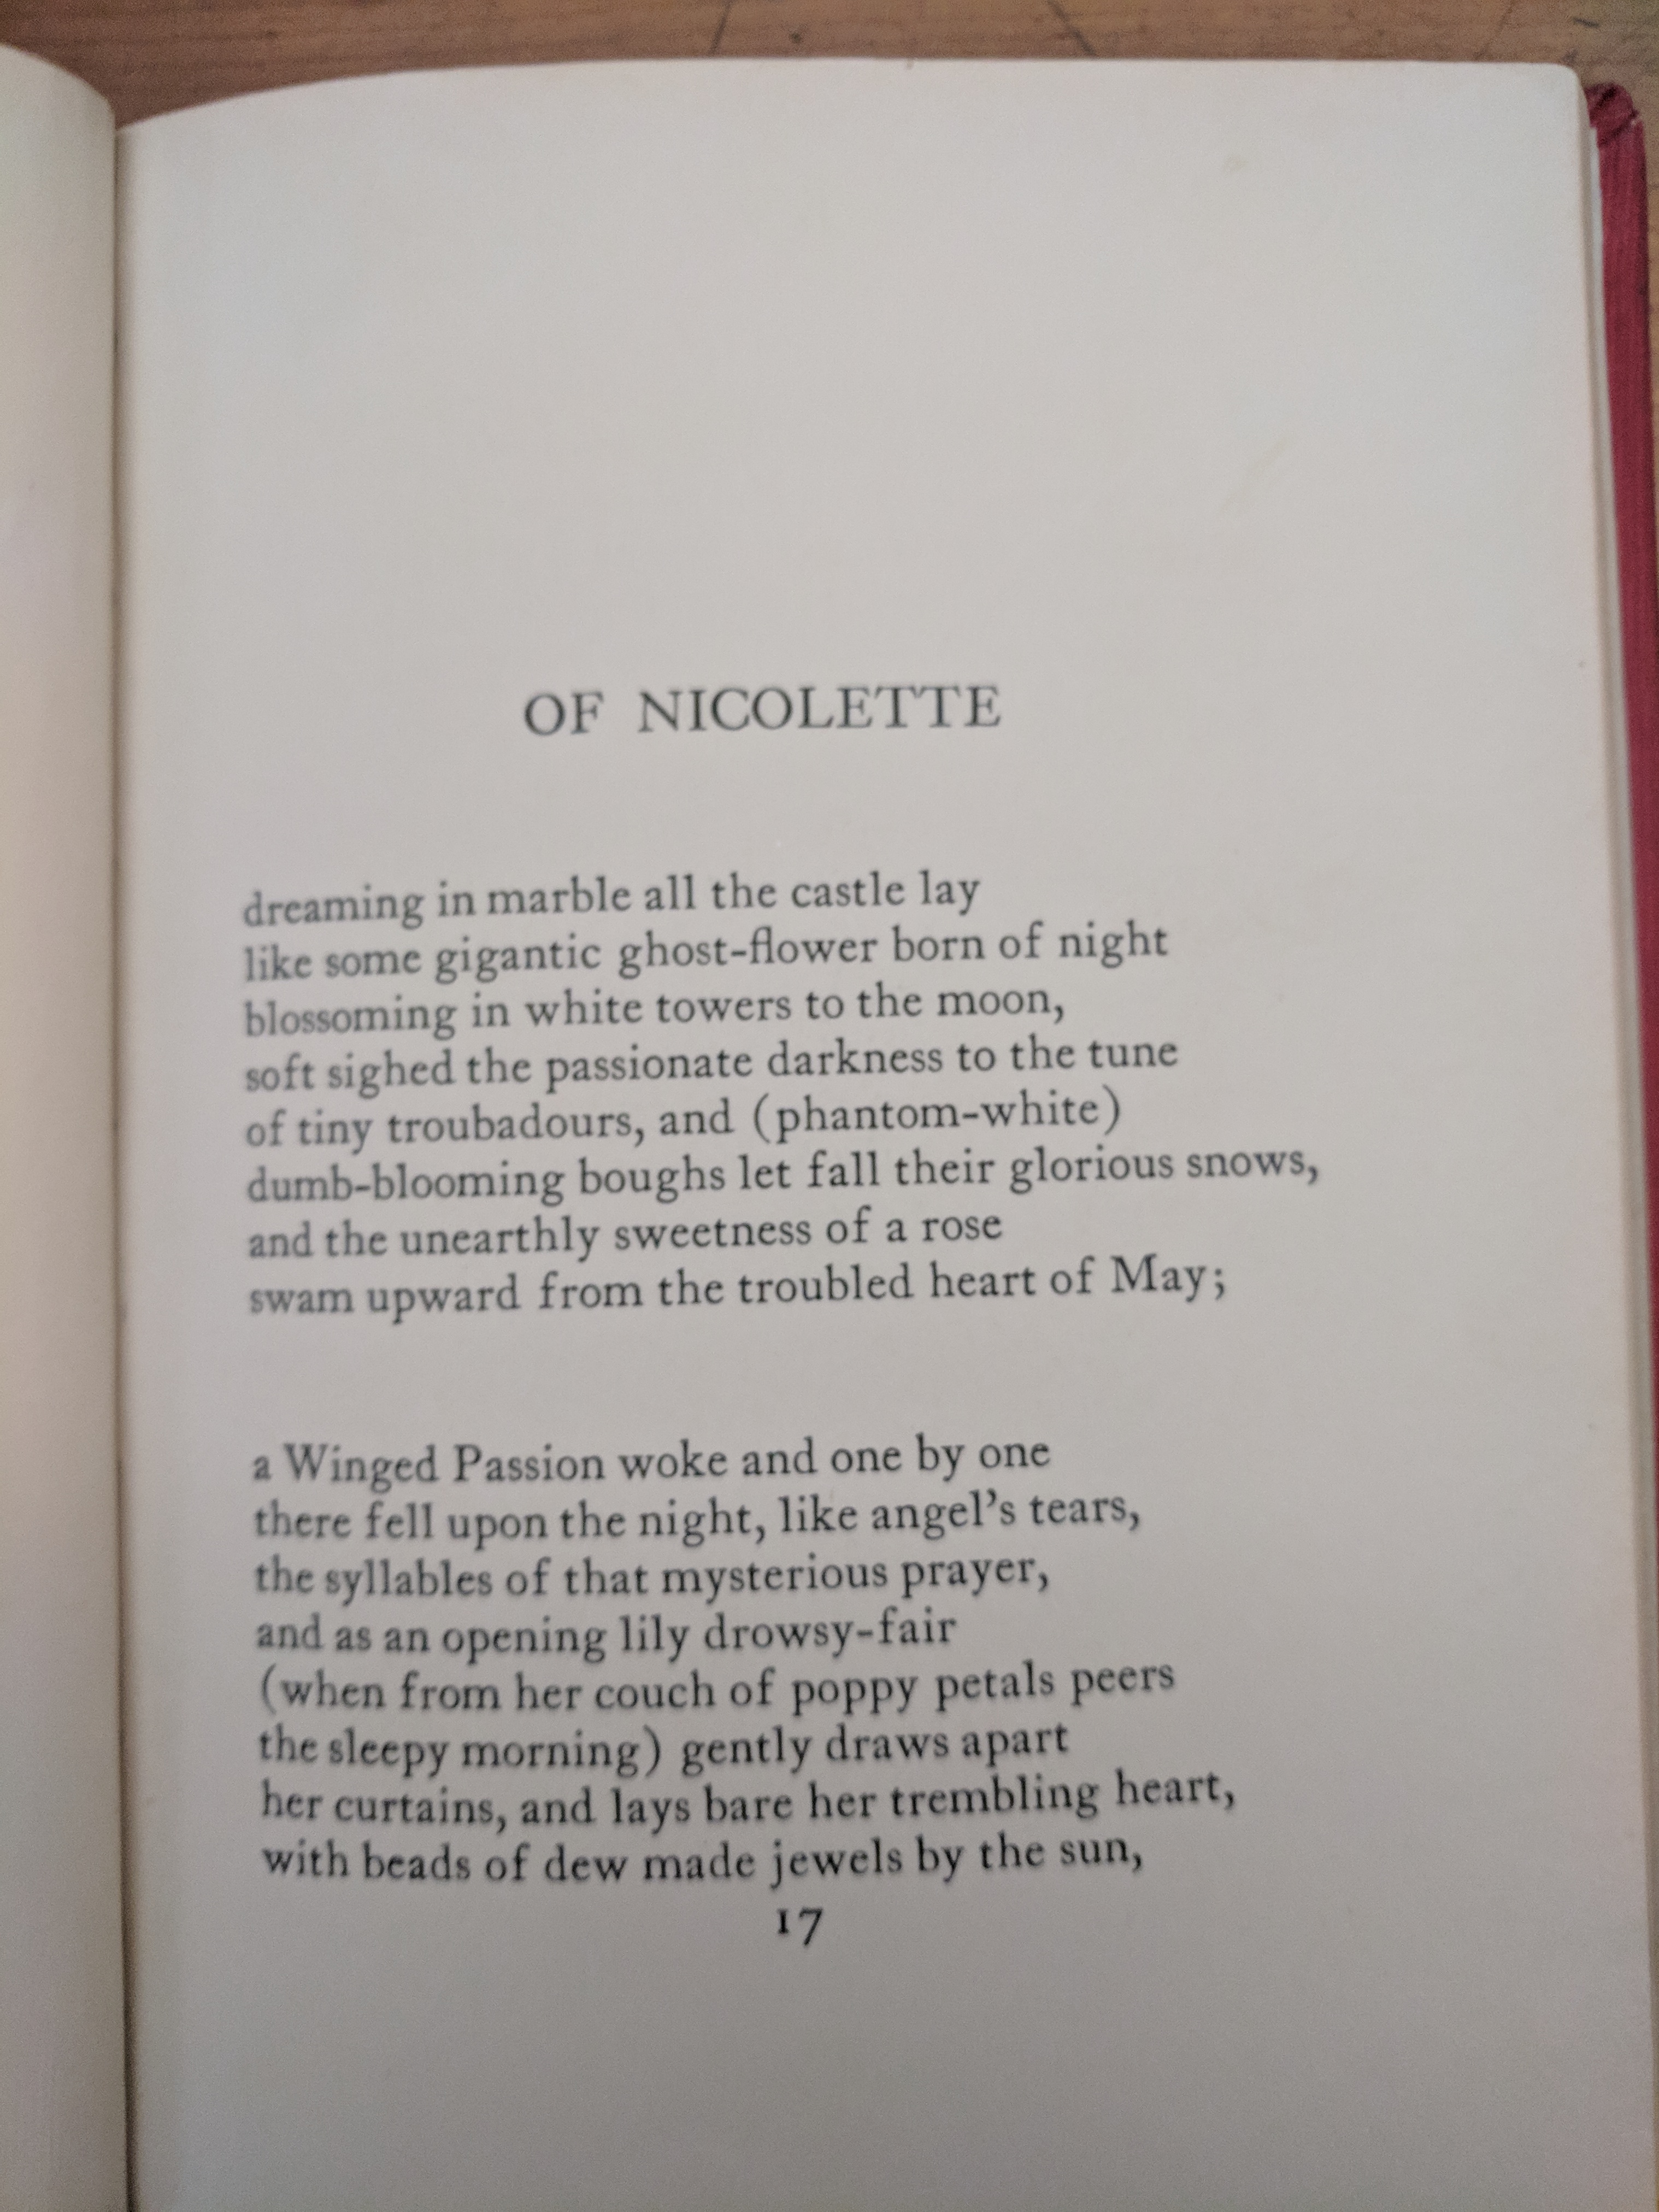 OF NICOLETTE
dreaming in marble all the castle lay
like some gigantic ghost-flower born of night
blossoming in white towers to the moon,
soft sighed the passionate darkness to the tune
of tiny troubadours, and (phantom-white)
dumb-blooming boughs let fall their glorious snows,
and the unearthly sweetness of a rose
swam upward from the troubled heart of May;
a Winged Passion woke and one by one
there fell upon the night, like angel’s tears,
the syllables of that mysterious prayer,
and as an opening lily drowsy-fair
(when from her couch of poppy petals peers
the sleepy morning) gently draws apart
her curtains, and lays bare her trembling heart,
with beads of dew made jewels by the sun,
17